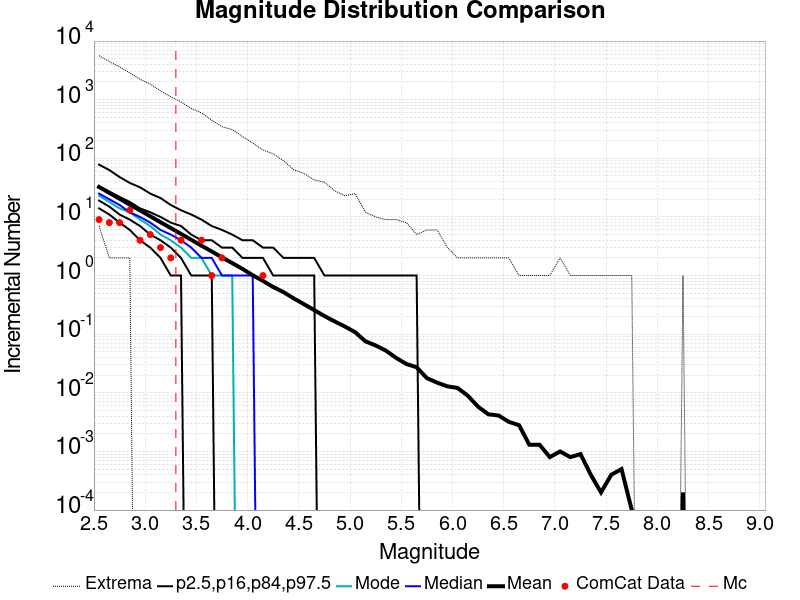 Magnitude Distribution Comparison
10^4
10^3
10^2
10^1
10^0
10^-1
10^-2
10^-3
10^-4
Incremental Number
2.5 3.0 3.5 4.0 4.5 5.0 5.5 6.0 6.5 7.0 7.5 8.0 8.5 9.0
Magnitude
Extrema p2.5,p16,p84,p97.5 Mode Median Mean ComCat Data Mc